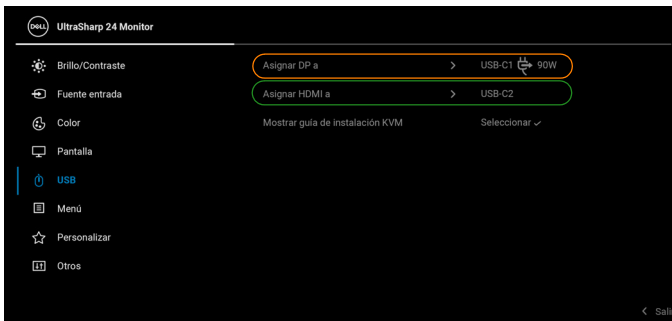 DELL UltraSharp 24 Monitor
Brillo/Contraste
Asignar DP a > USB-C1 90W
Fuente entrada
Asignar HDMI a > USB-C2
Color
Mostrar guía de instalación KVM Seleccionar ✓
Pantalla
USB
Menú
Personalizar
Otros